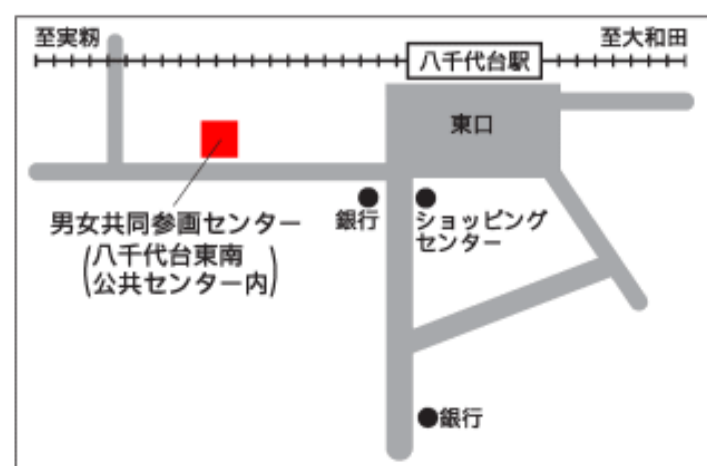 至実籾
至大和田
八千代台駅
東口
男女共同参画センター
(八千代台東南
公共センター内)
銀行
ショッピング
センター
銀行